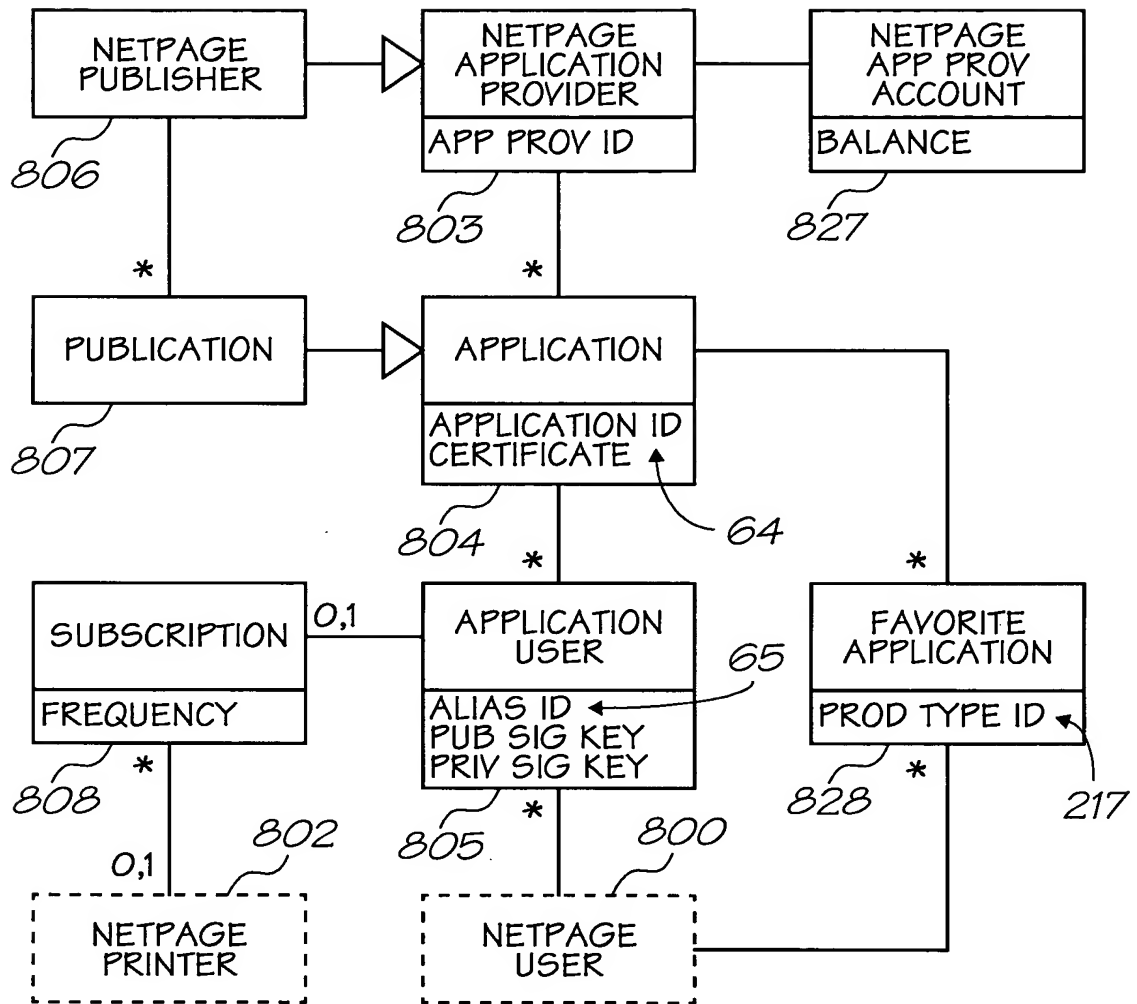 NETPAGE
PUBLISHER
806
NETPAGE
APPLICATION
PROVIDER
APP PROV ID
803
NETPAGE
APP PROV
ACCOUNT
BALANCE
827
*
*
PUBLICATION
807
APPLICATION
APPLICATION ID
CERTIFICATE
804
64
*
*
SUBSCRIPTION
FREQUENCY
808
0,1
APPLICATION
USER
ALIAS ID
PUB SIG KEY
PRIV SIG KEY
805
65
FAVORITE
APPLICATION
PROD TYPE ID
828
217
*
*
*
0,1
802
NETPAGE
PRINTER
800
NETPAGE
USER